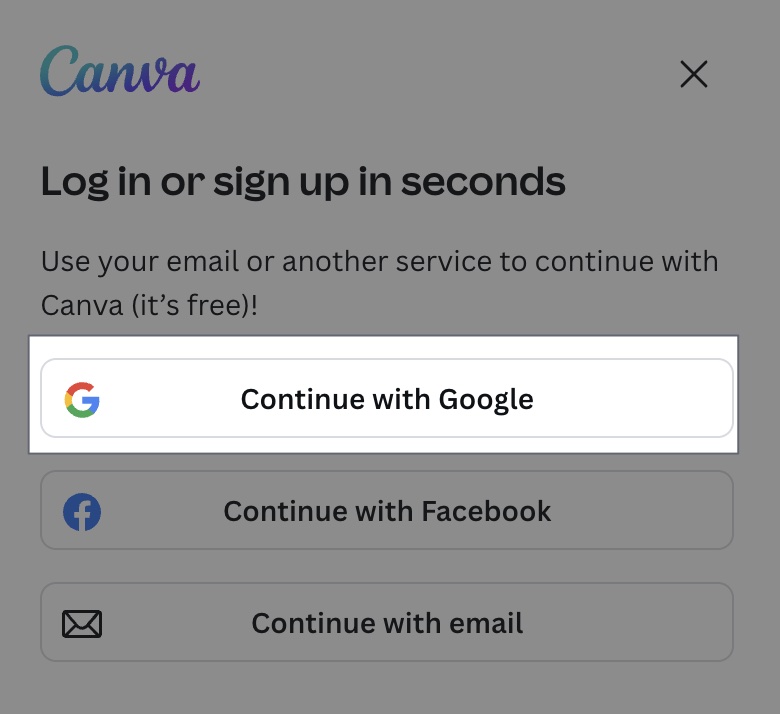 Canva
Log in or sign up in seconds
Use your email or another service to continue with
Canva (it’s free)!
Continue with Google
Continue with Facebook
Continue with email